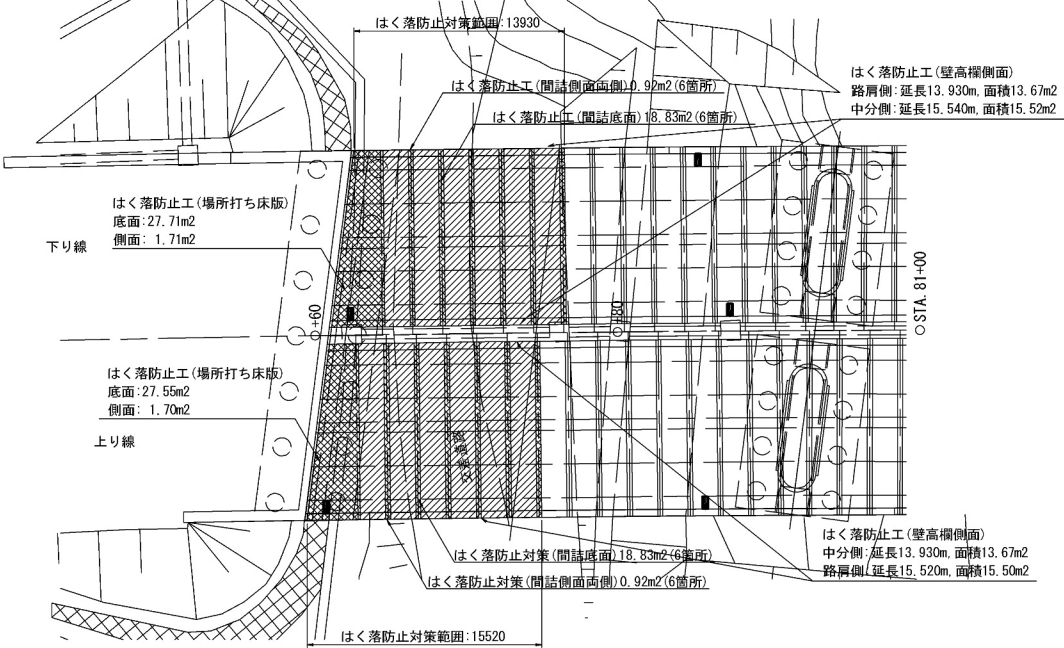 はく落防止対策範囲:13930
はく落防止工(間詰側面両側)0.92m2(6箇所)
はく落防止工(間詰底面)18.83m2(6箇所)
はく落防止工(壁高欄側面)
路肩側:延長13.930m,面積13.67m2
中分側:延長15.540m,面積15.52m2
はく落防止工(場所打ち床版)
底面:27.71m2
側面: 1.71m2
下り線
+60
+80
STA. 81+00
はく落防止工(場所打ち床版)
底面:27.55m2
側面: 1.70m2
上り線
交差道路
はく落防止工(壁高欄側面)
中分側:延長13.930m,面積13.67m2
路肩側:延長15.520m,面積15.50m2
はく落防止対策(間詰底面)18.83m2(6箇所)
はく落防止対策(間詰側面両側)0.92m2(6箇所)
はく落防止対策範囲:15520